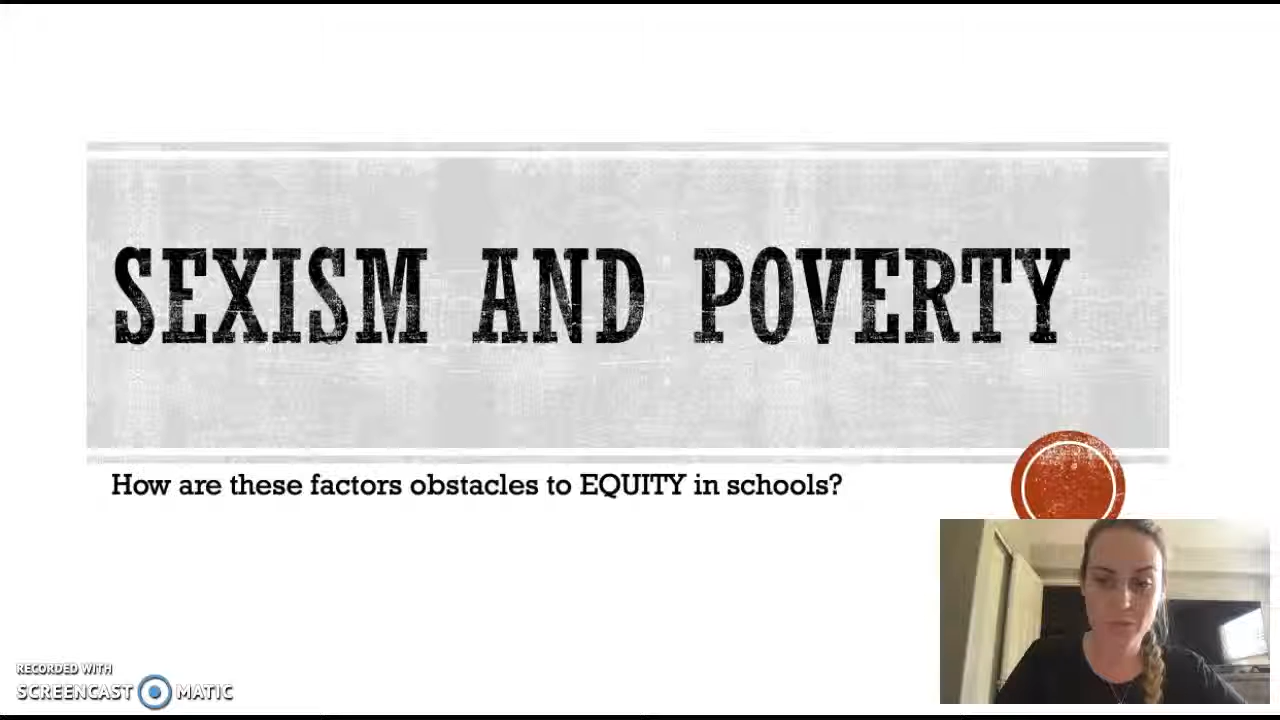 SEXISM AND POVERTY
How are these factors obstacles to EQUITY in schools?
RECORDED WITH
SCREENCAST MATIC